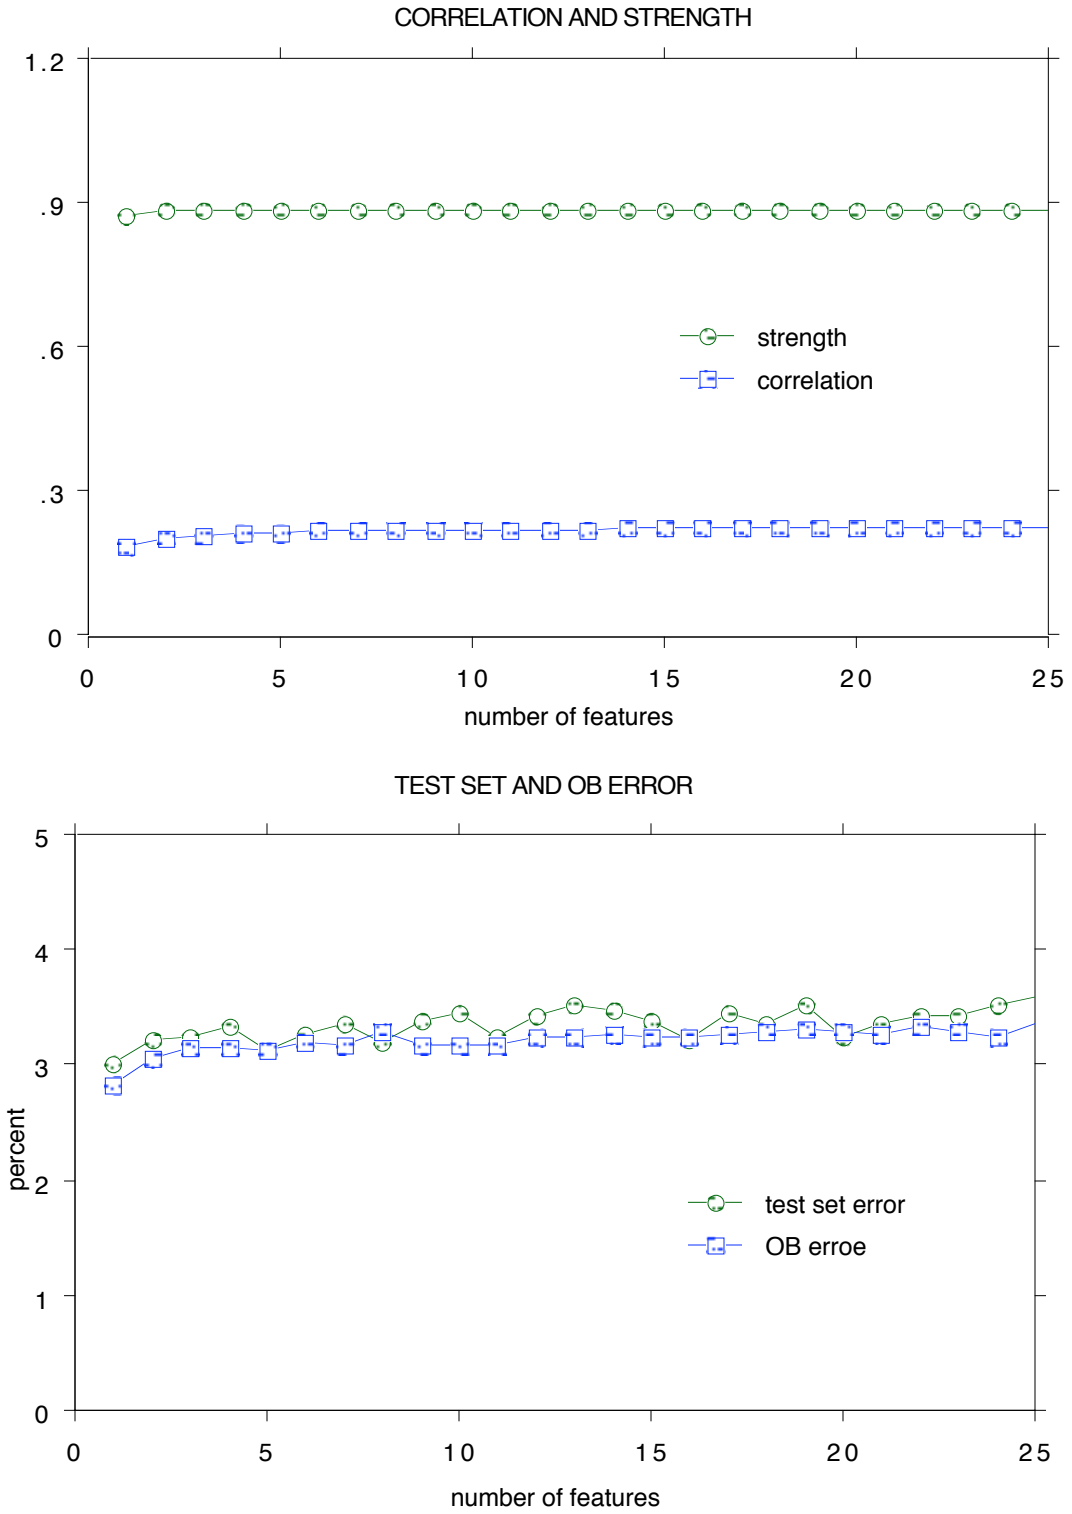 CORRELATION AND STRENGTH
1.2
.9
.6
.3
0
strength
correlation
0 5 10 15 20 25
number of features
TEST SET AND OB ERROR
5
4
3
2
1
0
percent
test set error
OB erroe
0 5 10 15 20 25
number of features